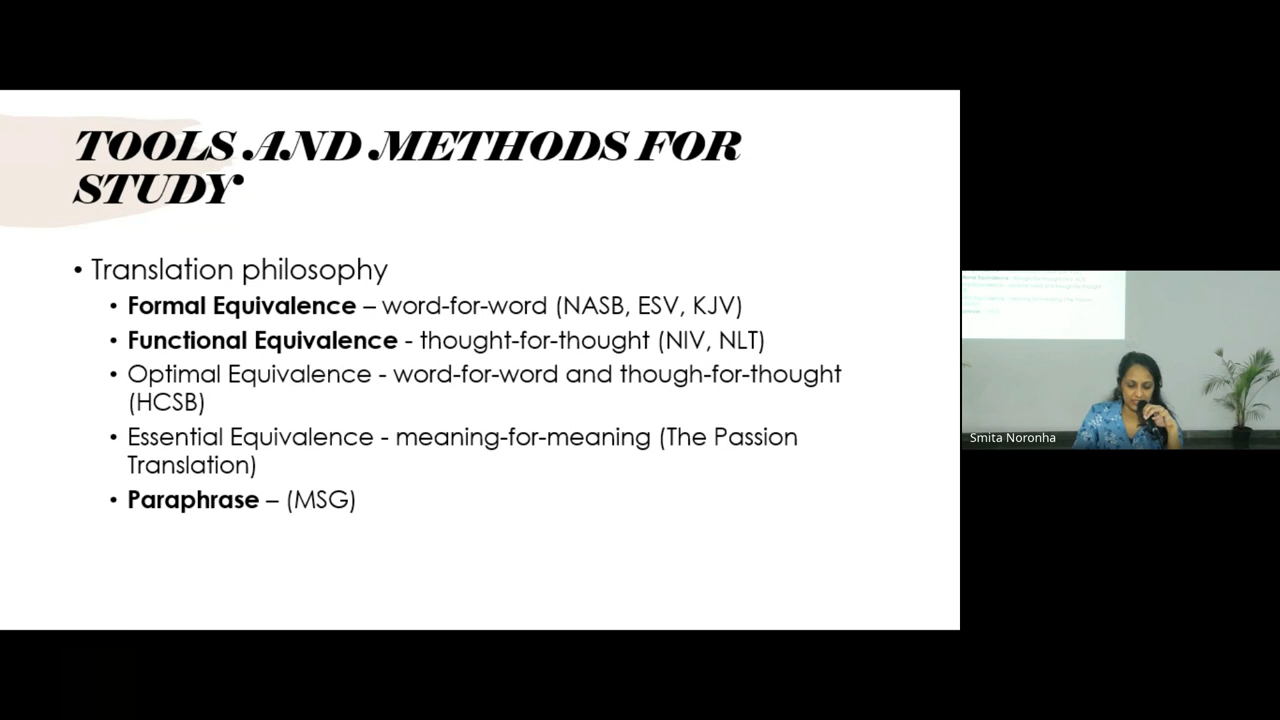 TOOLS AND METHODS FOR
STUDY
• Translation philosophy
• Formal Equivalence – word-for-word (NASB, ESV, KJV)
• Functional Equivalence - thought-for-thought (NIV, NLT)
• Optimal Equivalence - word-for-word and though-for-thought
(HCSB)
• Essential Equivalence - meaning-for-meaning (The Passion
Translation)
• Paraphrase – (MSG)
Smita Noronha